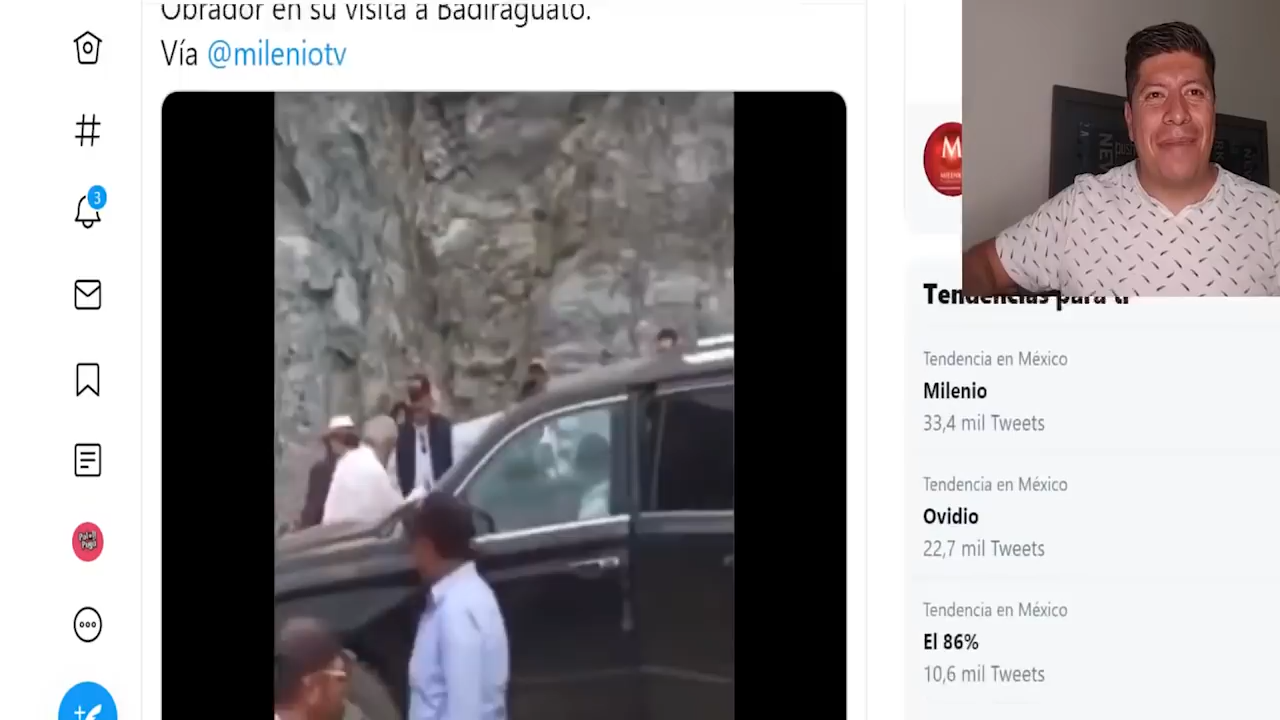 Obrador en su visita a Badiraguato.
Vía @mileniotv
3
M
Tendencias para ti
Tendencia en México
Milenio
33,4 mil Tweets
Tendencia en México
Ovidio
22,7 mil Tweets
Tendencia en México
El 86%
10,6 mil Tweets